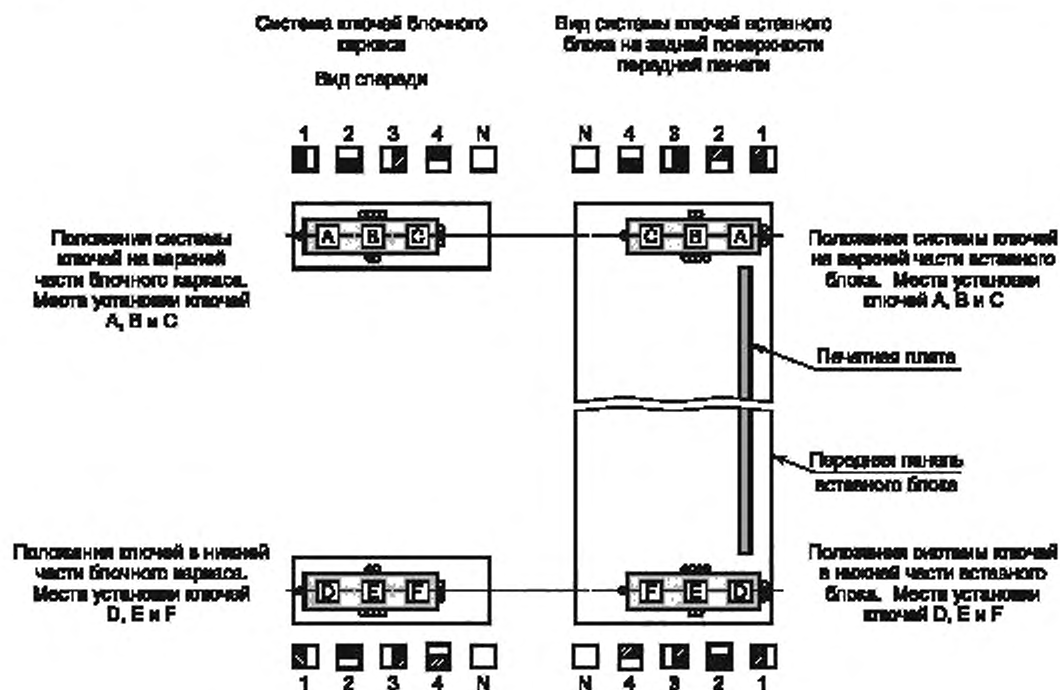 Система ключей блочного
каркаса
Вид спереди
Вид системы ключей вставного
блока на задней поверхности
передней панели
1 2 3 4 N
N 4 3 2 1
A B C
C B A
Положения системы
ключей на верхней
части блочного каркаса.
Места установки ключей
A, B и C
Положения системы ключей
на верхней части вставного
блока. Места установки
ключей A, B и C
Печатная плата
Передняя панель
вставного блока
Положения ключей в нижней
части блочного каркаса.
Места установки ключей
D, E и F
D E F
F E D
Положения системы ключей
в нижней части вставного
блока. Места установки
ключей D, E и F
1 2 3 4 N
N 4 3 2 1